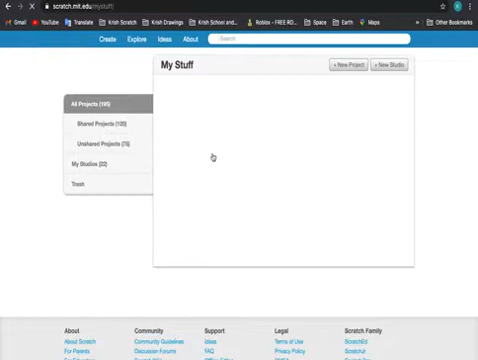 scratch.mit.edu/mystuff/
Gmail YouTube Translate Krish Scratch Krish Drawings Krish School and... Roblox - FREE RO... Space Earth Maps » Other Bookmarks
Create Explore Ideas About Search
My Stuff + New Project + New Studio
All Projects (195)
Shared Projects (120)
Unshared Projects (75)
My Studios (22)
Trash
About Community Support Legal Scratch Family
About Scratch Community Guidelines Ideas Terms of Use ScratchEd
For Parents Discussion Forums FAQ Privacy Policy ScratchJr